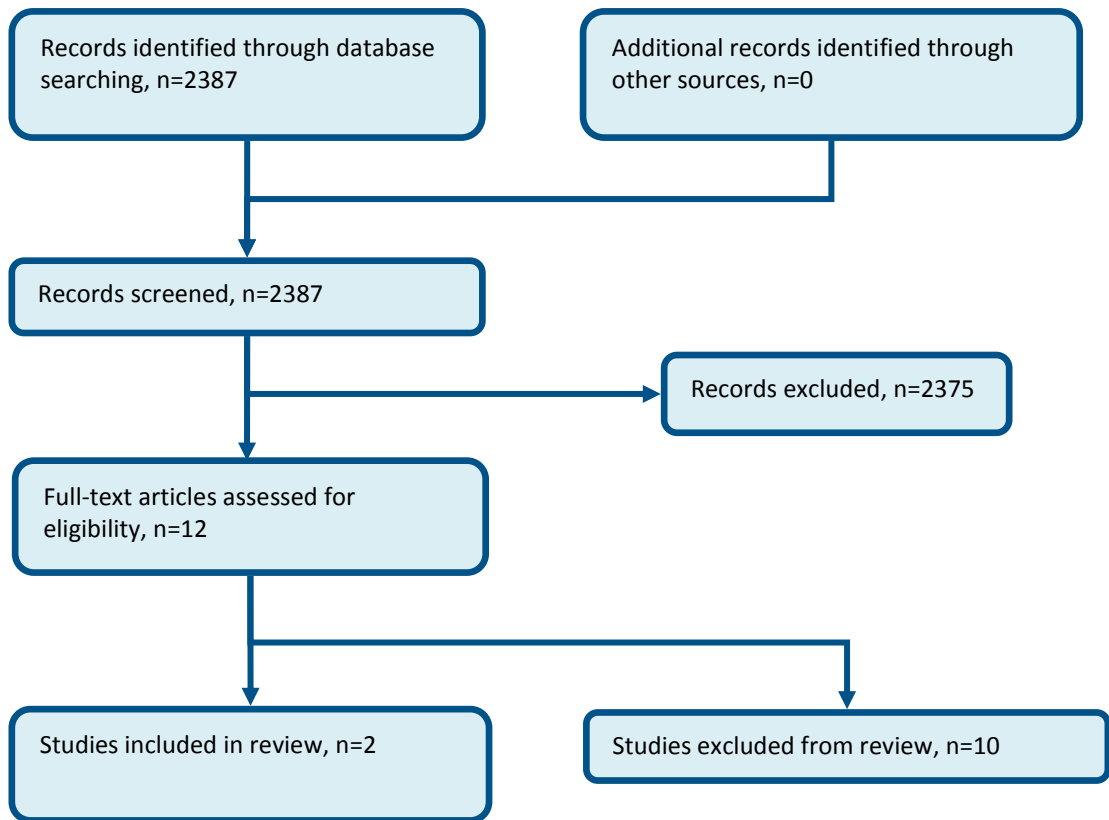 Records identified through database
searching, n=2387
Additional records identified through
other sources, n=0
Records screened, n=2387
Records excluded, n=2375
Full-text articles assessed for
eligibility, n=12
Studies included in review, n=2
Studies excluded from review, n=10